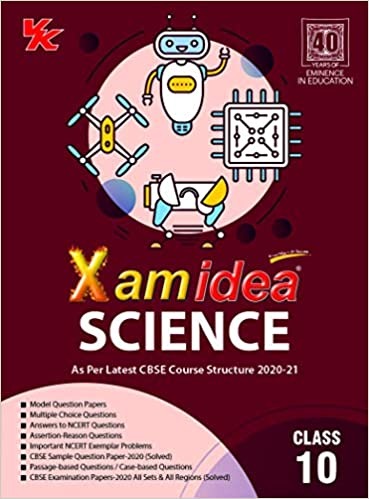 VK
40
YEARS OF
EMINENCE
IN EDUCATION
Xam idea®
SCIENCE
As Per Latest CBSE Course Structure 2020-21
Model Question Papers
Multiple Choice Questions
Answers to NCERT Questions
Assertion-Reason Questions
Important NCERT Exemplar Problems
CBSE Sample Question Paper-2020 (Solved)
Passage-based Questions / Case-based Questions
CBSE Examination Papers-2020 All Sets & All Regions (Solved)
CLASS
10